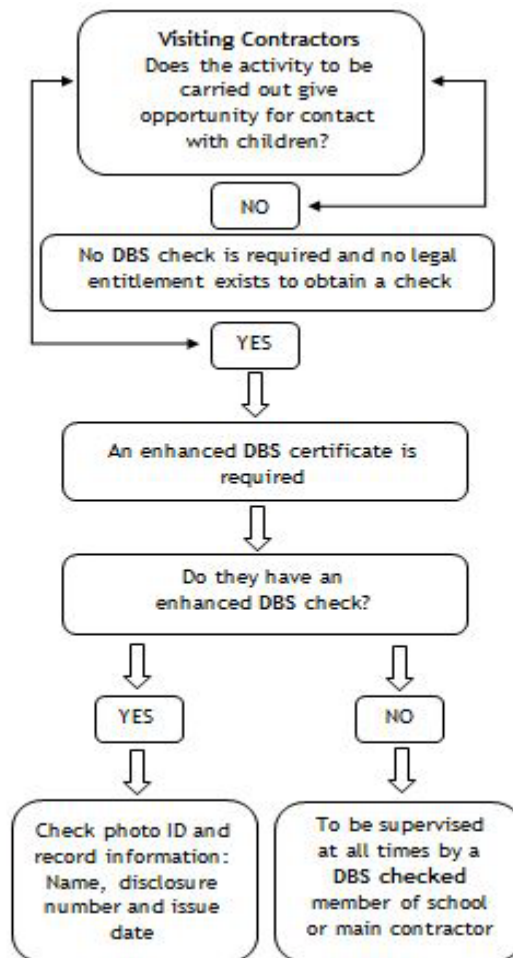 Visiting Contractors
Does the activity to be
carried out give
opportunity for contact
with children?
NO
No DBS check is required and no legal
entitlement exists to obtain a check
YES
An enhanced DBS certificate is
required
Do they have an
enhanced DBS check?
YES
NO
Check photo ID and
record information:
Name, disclosure
number and issue
date
To be supervised
at all times by a
DBS checked
member of school
or main contractor